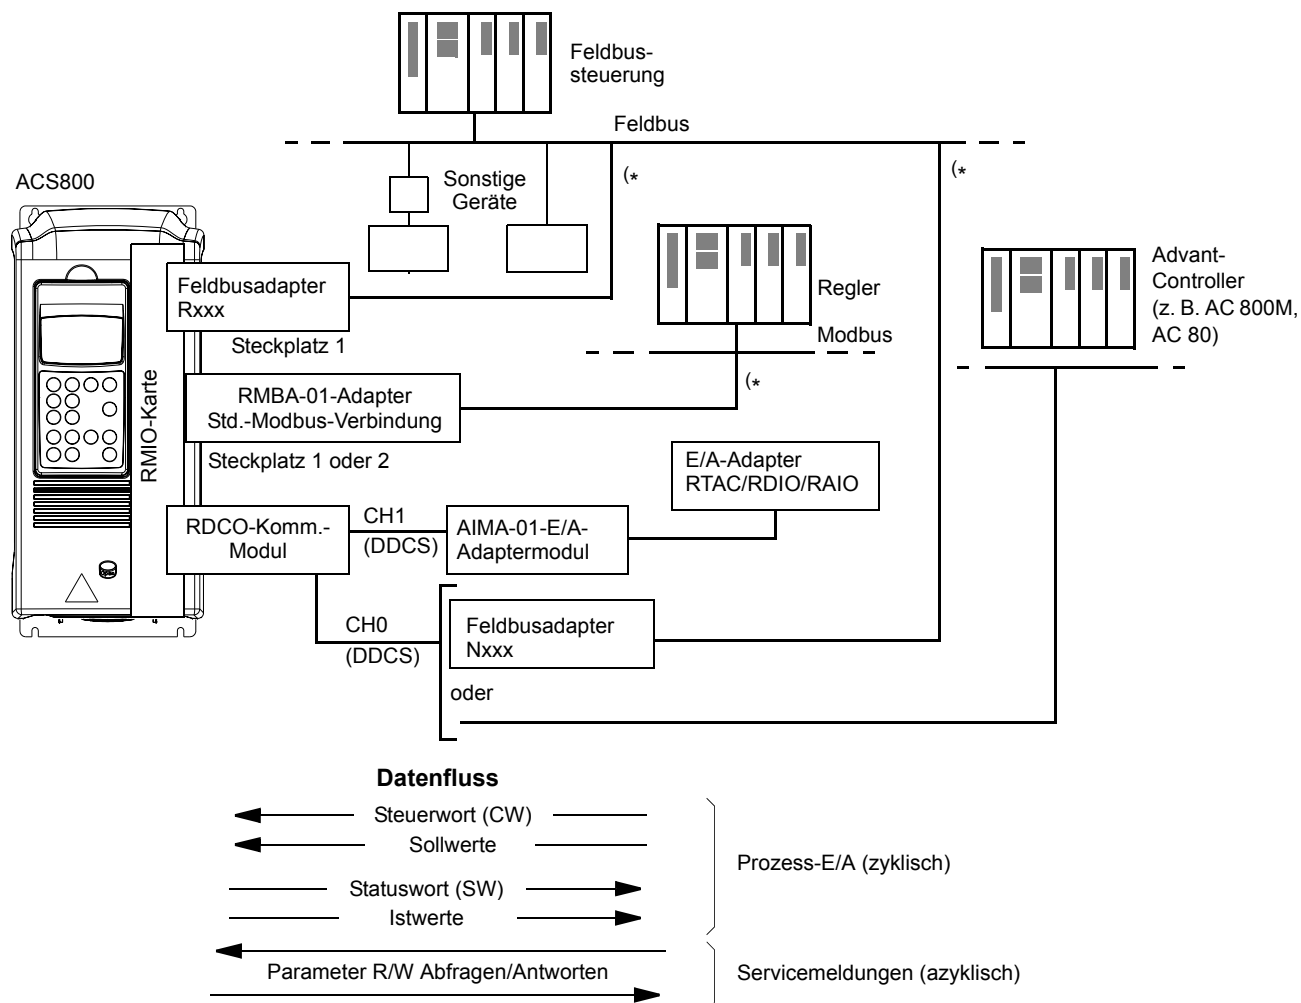 Feldbus-
steuerung
Feldbus
ACS800
Sonstige
Geräte
(*
(*
Feldbusadapter
Rxxx
Steckplatz 1
Regler
Modbus
Advant-
Controller
(z. B. AC 800M,
AC 80)
RMIO-Karte
RMBA-01-Adapter
Std.-Modbus-Verbindung
(*
Steckplatz 1 oder 2
E/A-Adapter
RTAC/RDIO/RAIO
RDCO-Komm.-
Modul
CH1
(DDCS)
AIMA-01-E/A-
Adaptermodul
CH0
(DDCS)
Feldbusadapter
Nxxx
oder
Datenfluss
Steuerwort (CW)
Sollwerte
Statuswort (SW)
Istwerte
Prozess-E/A (zyklisch)
Parameter R/W Abfragen/Antworten
Servicemeldungen (azyklisch)